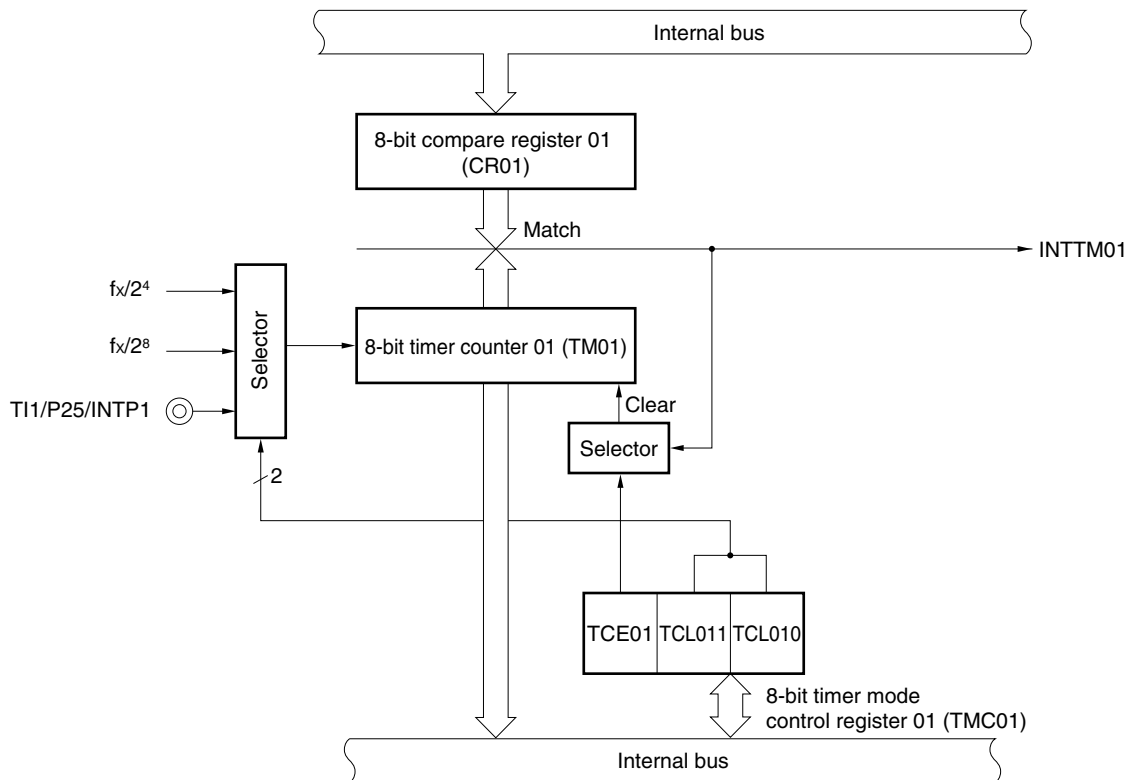 Internal bus
8-bit compare register 01
(CR01)
Match
INTTM01
fx/2⁴
fx/2⁸
TI1/P25/INTP1
Selector
8-bit timer counter 01 (TM01)
Clear
Selector
2
TCE01
TCL011
TCL010
8-bit timer mode
control register 01 (TMC01)
Internal bus